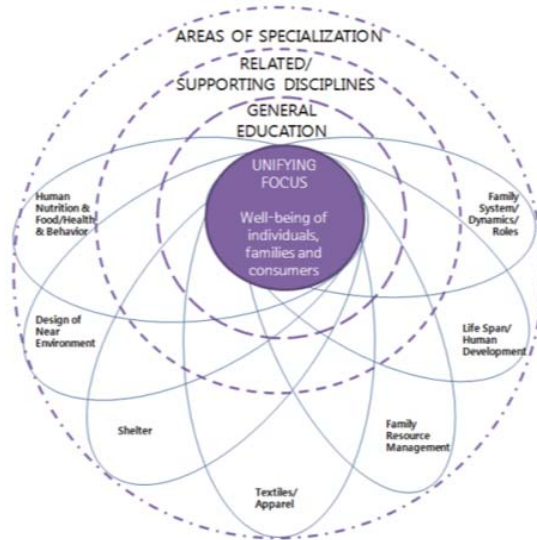 AREAS OF SPECIALIZATION
RELATED/
SUPPORTING DISCIPLINES
GENERAL
EDUCATION
UNIFYING
FOCUS
Well-being of
individuals,
families and
consumers
Human
Nutrition &
Food/Health
& Behavior
Family
System/
Dynamics/
Roles
Design of
Near
Environment
Life Span/
Human
Development
Shelter
Family
Resource
Management
Textiles/
Apparel